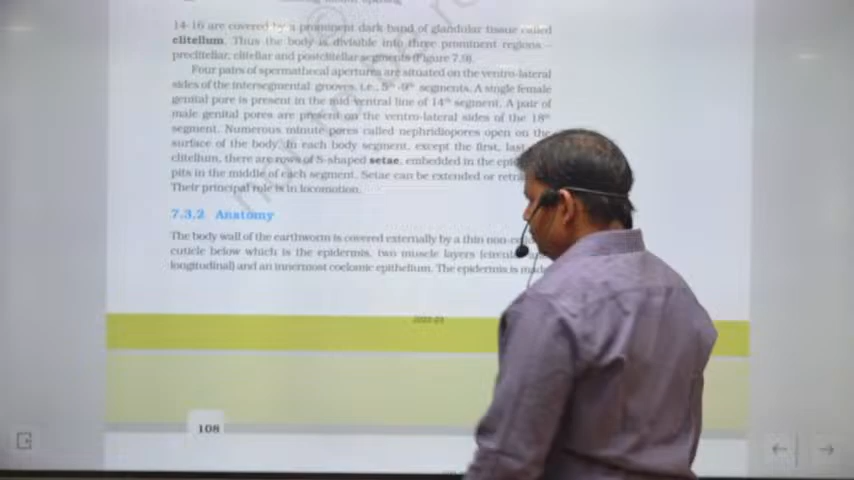 14-16 are covered by a prominent dark band of glandular tissue called
clitellum. Thus the body is divisible into three prominent regions –
preclitellar, clitellar and postclitellar segments (Figure 7.9).
Four pairs of spermathecal apertures are situated on the ventro-lateral
sides of the intersegmental grooves, i.e., 5th -9th segments. A single female
genital pore is present in the mid-ventral line of 14th segment. A pair of
male genital pores are present on the ventro-lateral sides of the 18th
segment. Numerous minute pores called nephridiopores open on the
surface of the body. In each body segment, except the first, last
clitellum, there are rows of S-shaped setae, embedded in the
pits in the middle of each segment. Setae can be extended or
Their principal role is in locomotion.
7.3.2 Anatomy
The body wall of the earthworm is covered externally by a thin
cuticle below which is the epidermis, two muscle layers
longitudinal) and an innermost coelomic epithelium. The epidermis is made
108